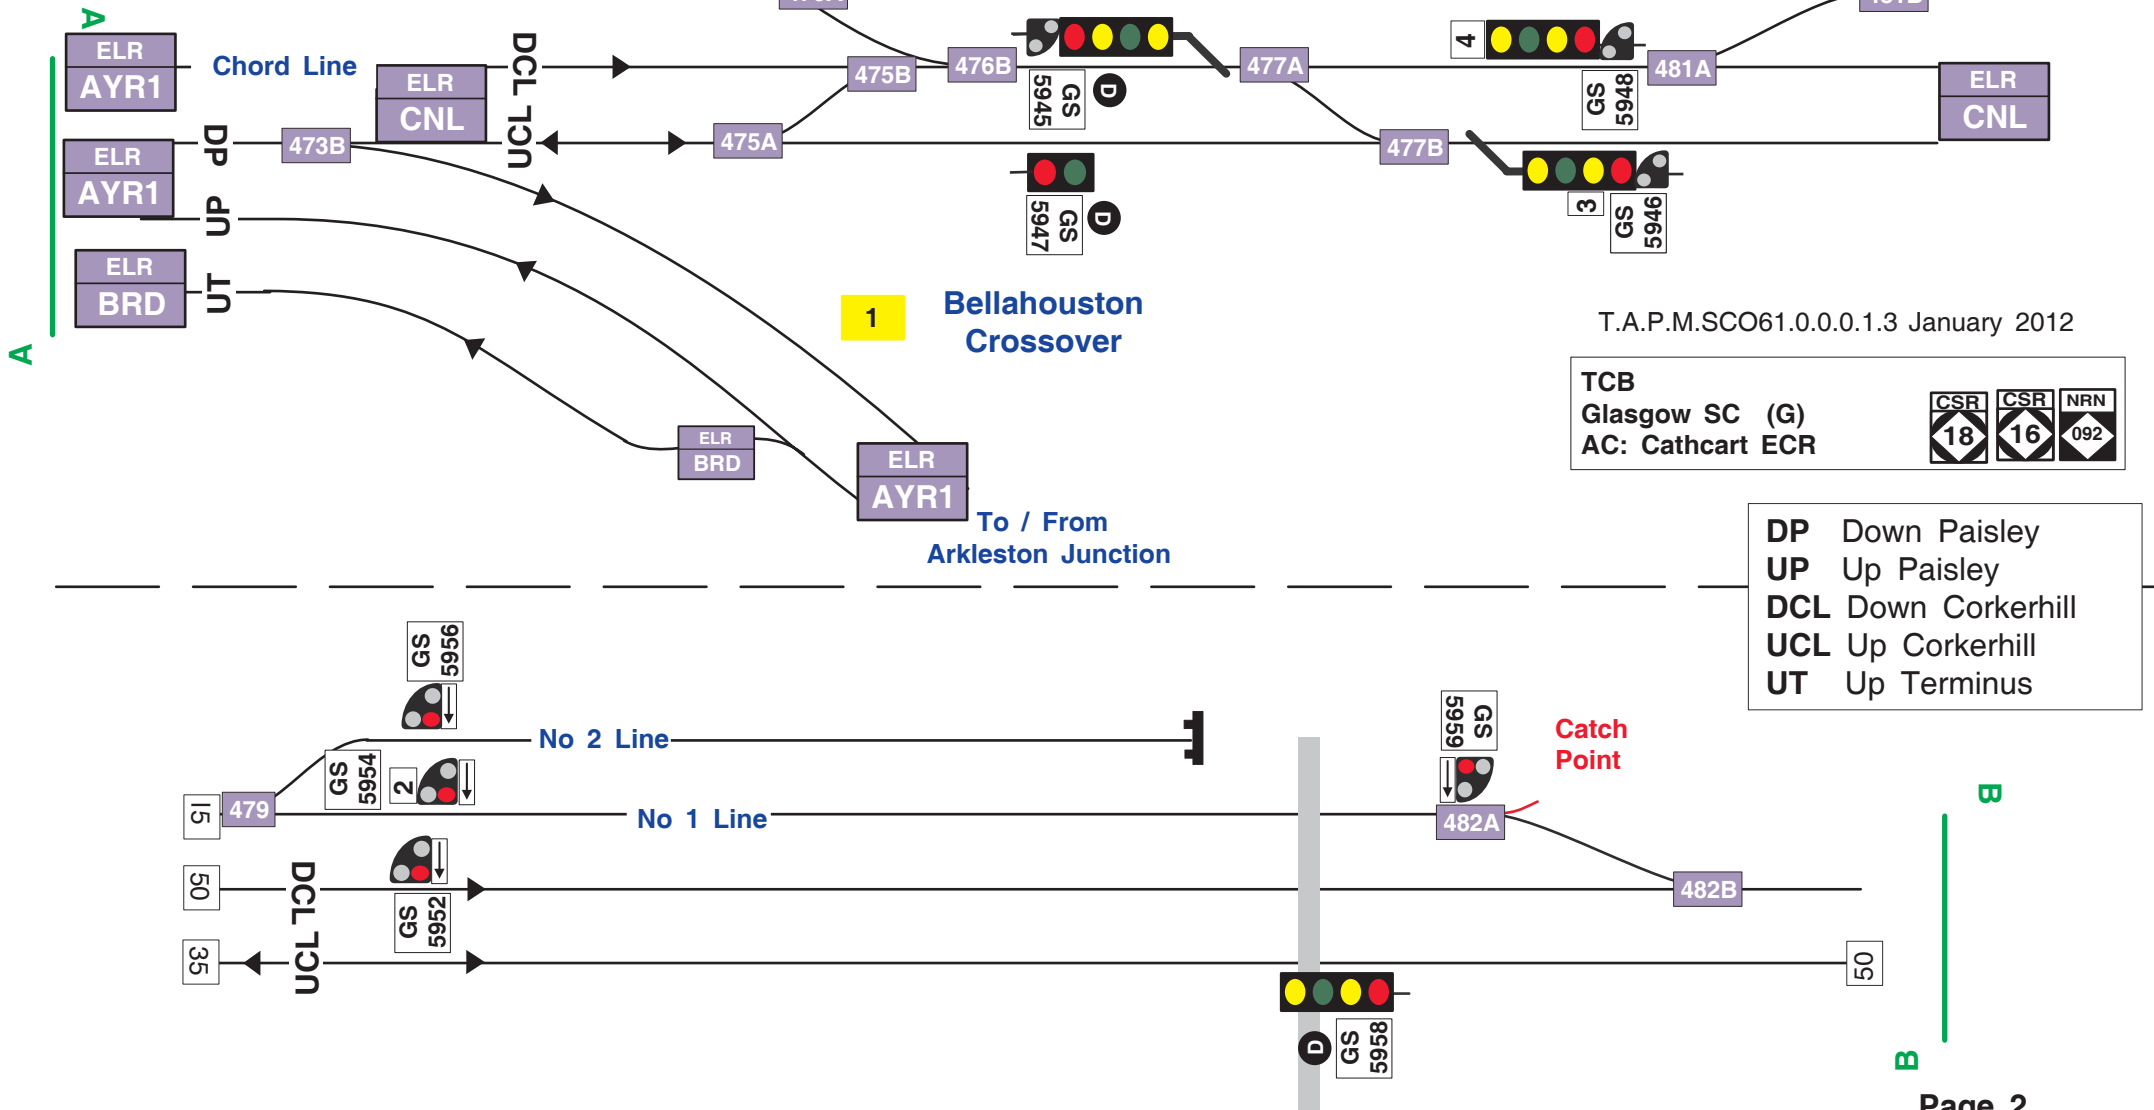 A
ELR
AYR1
Chord Line
ELR
CNL
DCL
UCL
475B
476B
GS
5945
D
477A
4
GS
5948
481A
ELR
CNL
DP
473B
475A
477B
ELR
AYR1
UP
GS
5947
D
3
GS
5946
ELR
BRD
UT
A
1
Bellahouston
Crossover
T.A.P.M.SCO61.0.0.0.1.3 January 2012
TCB
Glasgow SC (G)
AC: Cathcart ECR
CSR
18
CSR
16
NRN
092
ELR
BRD
ELR
AYR1
To / From
Arkleston Junction
DP Down Paisley
UP Up Paisley
DCL Down Corkerhill
UCL Up Corkerhill
UT Up Terminus
GS
5956
No 2 Line
GS
5954
2
GS
5959
Catch
Point
15
479
No 1 Line
482A
B
50
DCL
GS
5952
482B
35
UCL
50
D
GS
5958
B
Page 2